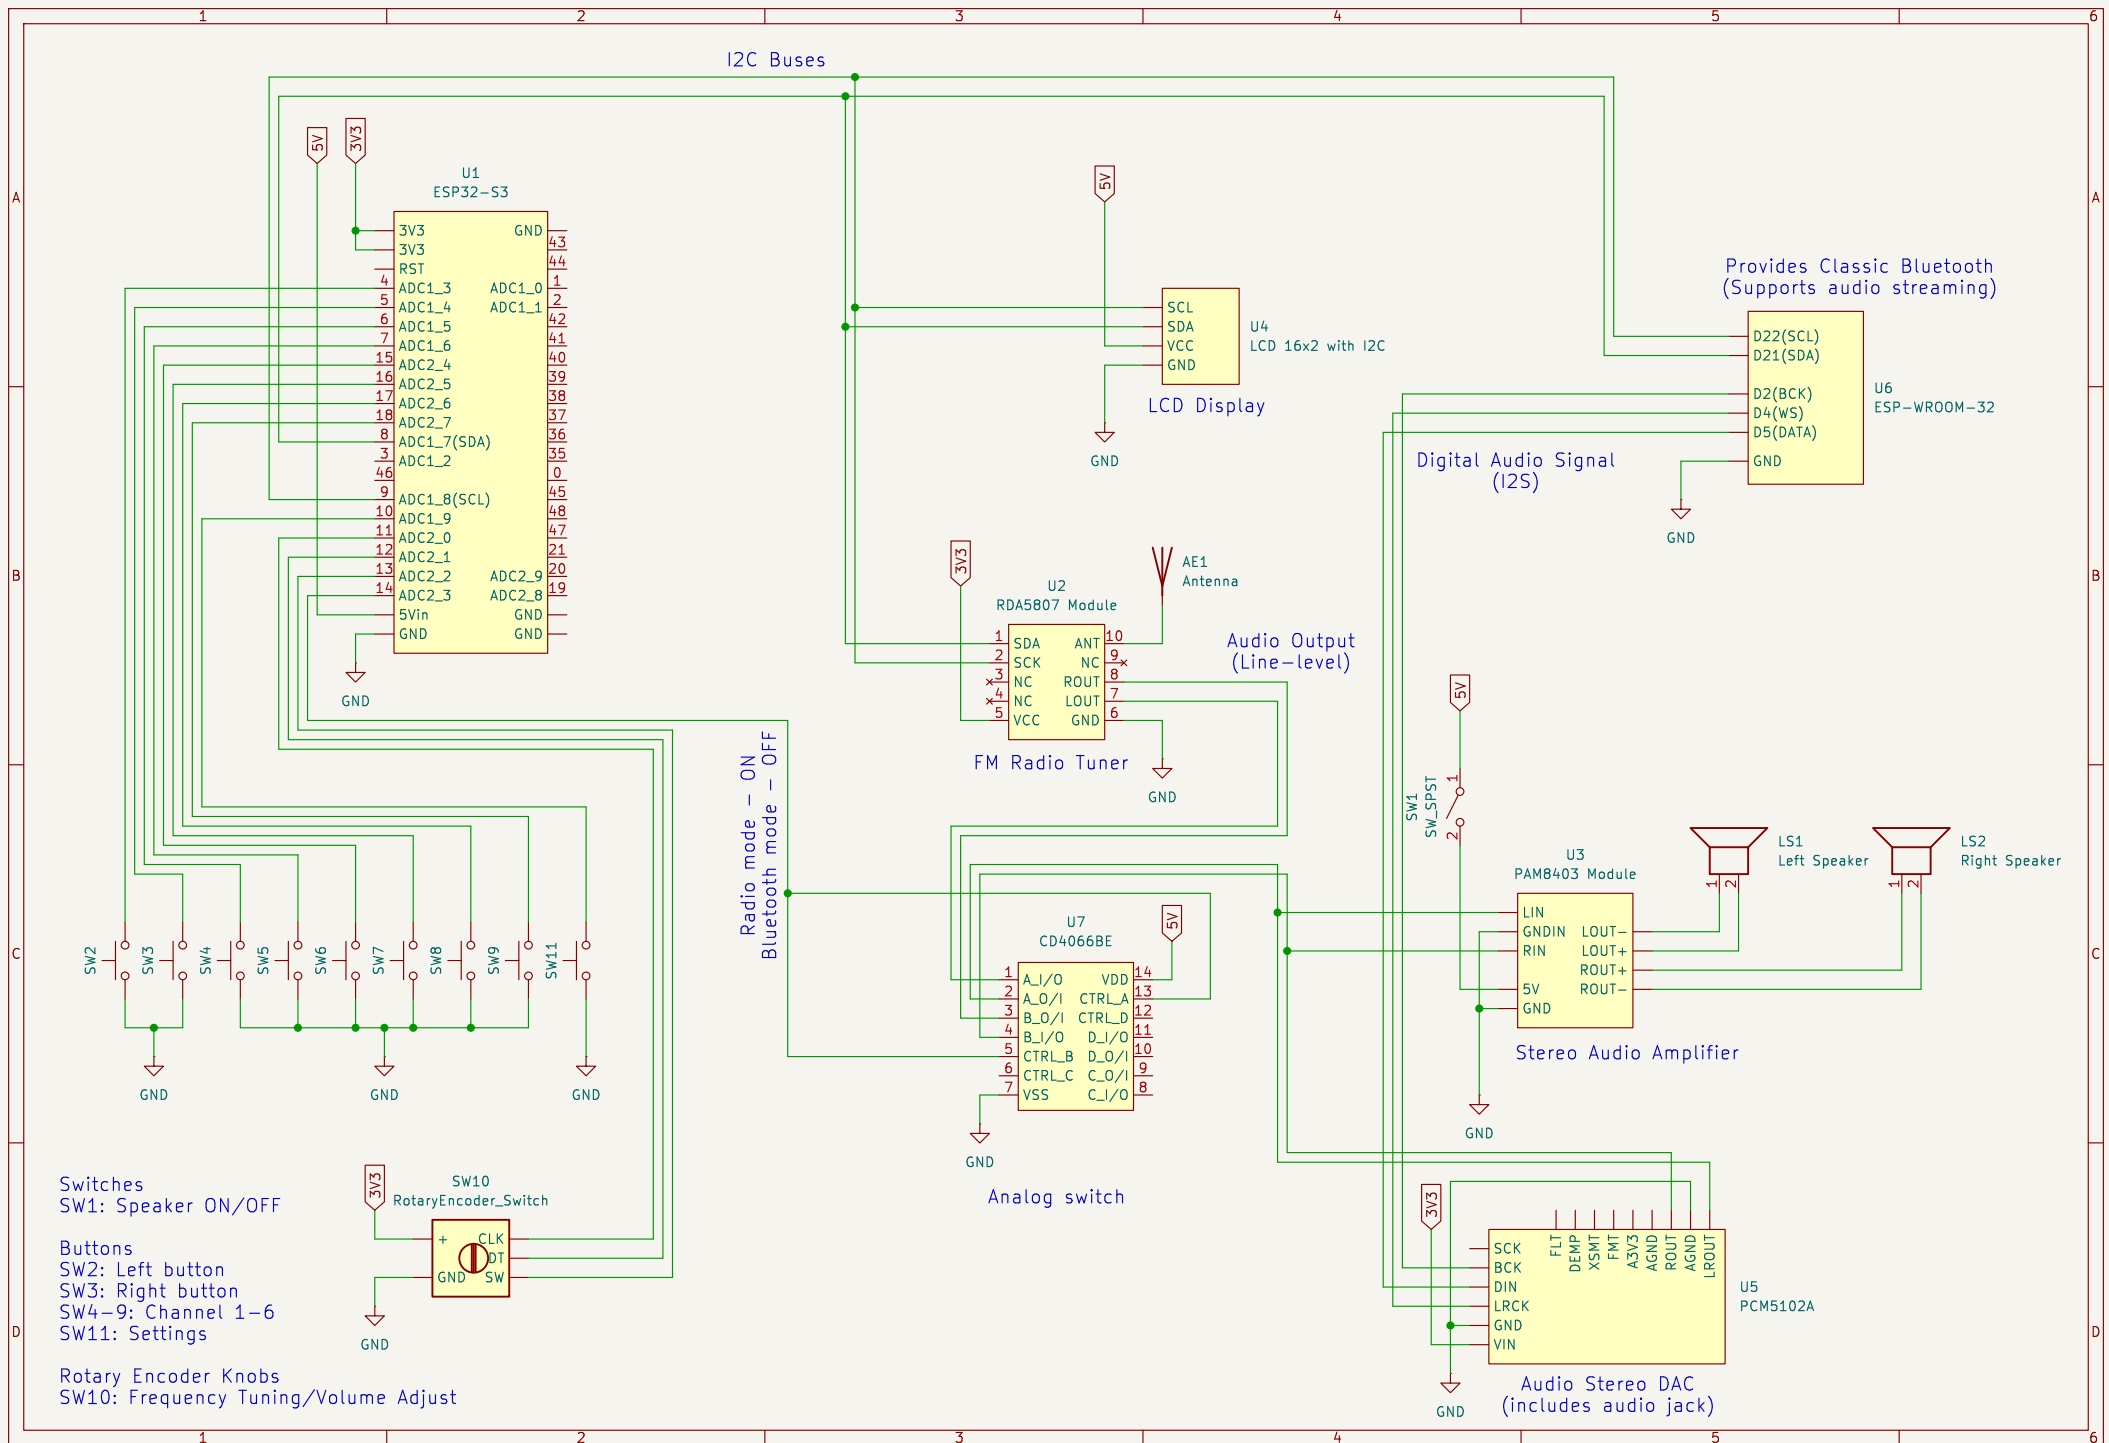 1 2 3 4 5 6
I2C Buses
5V
3V3
U1
ESP32-S3
3V3
3V3
RST
4 ADC1_3
5 ADC1_4
6 ADC1_5
7 ADC1_6
15 ADC2_4
16 ADC2_5
17 ADC2_6
18 ADC2_7
8 ADC1_7(SDA)
3 ADC1_2
46
9 ADC1_8(SCL)
10 ADC1_9
11 ADC2_0
12 ADC2_1
13 ADC2_2
14 ADC2_3
5Vin
GND
GND
43
44
ADC1_0 1
ADC1_1 2
42
41
40
39
38
37
36
35
0
45
48
47
21
ADC2_9 20
ADC2_8 19
GND
GND
GND
A
A
B
B
C
C
D
D
5V
SCL
SDA
VCC
GND
U4
LCD 16x2 with I2C
LCD Display
GND
Provides Classic Bluetooth
(Supports audio streaming)
D22(SCL)
D21(SDA)
D2(BCK)
D4(WS)
D5(DATA)
GND
U6
ESP-WROOM-32
Digital Audio Signal
(I2S)
GND
3V3
AE1
Antenna
U2
RDA5807 Module
1 SDA
2 SCK
3 NC
4 NC
5 VCC
ANT 10
NC 9
ROUT 8
LOUT 7
GND 6
FM Radio Tuner
GND
Audio Output
(Line-level)
Radio mode - ON
Bluetooth mode - OFF
5V
SW1
SW_SPST
1
2
U3
PAM8403 Module
LIN
GNDIN
RIN
5V
GND
LOUT-
LOUT+
ROUT+
ROUT-
Stereo Audio Amplifier
GND
LS1
Left Speaker
1 2
LS2
Right Speaker
1 2
SW2
SW3
SW4
SW5
SW6
SW7
SW8
SW9
SW11
GND
GND
GND
U7
CD4066BE
5V
1 A_I/O
2 A_O/I
3 B_O/I
4 B_I/O
5 CTRL_B
6 CTRL_C
7 VSS
VDD 14
CTRL_A 13
CTRL_D 12
D_I/O 11
D_O/I 10
C_O/I 9
C_I/O 8
GND
Analog switch
Switches
SW1: Speaker ON/OFF
Buttons
SW2: Left button
SW3: Right button
SW4-9: Channel 1-6
SW11: Settings
Rotary Encoder Knobs
SW10: Frequency Tuning/Volume Adjust
3V3
SW10
RotaryEncoder_Switch
+
GND
CLK
DT
SW
GND
3V3
SCK
BCK
DIN
LRCK
GND
VIN
FLT
DEMP
XSMT
FMT
A3V3
AGND
ROUT
AGND
LROUT
U5
PCM5102A
Audio Stereo DAC
(includes audio jack)
GND
1 2 3 4 5 6